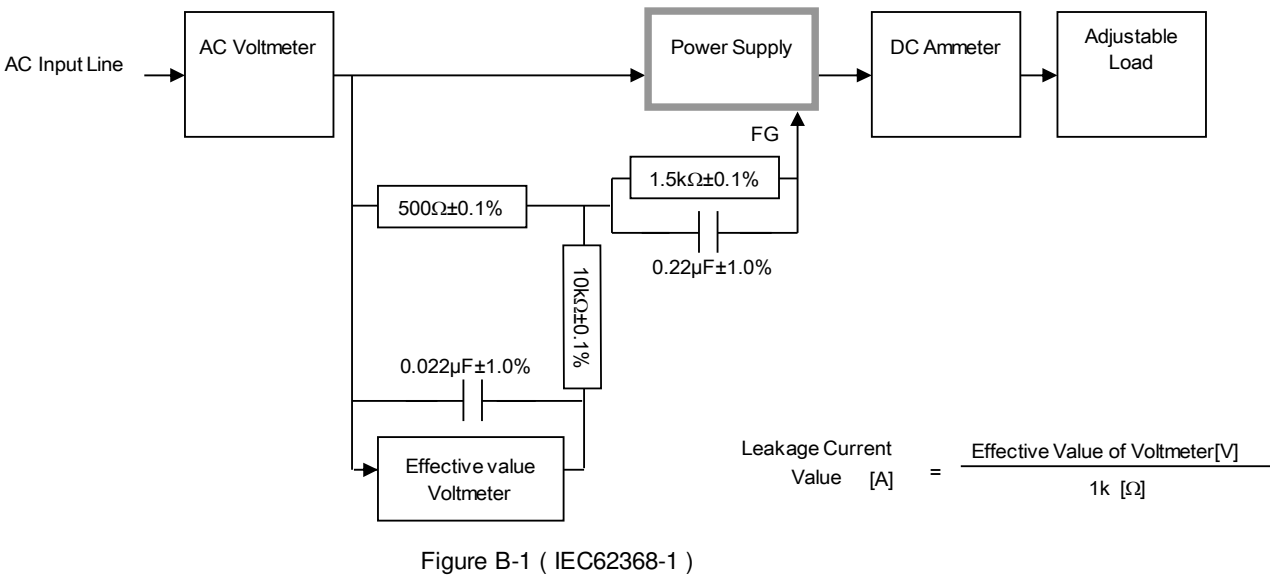 AC Input Line
AC Voltmeter
Power Supply
DC Ammeter
Adjustable
Load
FG
1.5kΩ±0.1%
500Ω±0.1%
0.22µF±1.0%
10kΩ±0.1%
0.022µF±1.0%
Effective value
Voltmeter
Leakage Current
Value [A]
=
Effective Value of Voltmeter[V]
1k [Ω]
Figure B-1 ( IEC62368-1 )